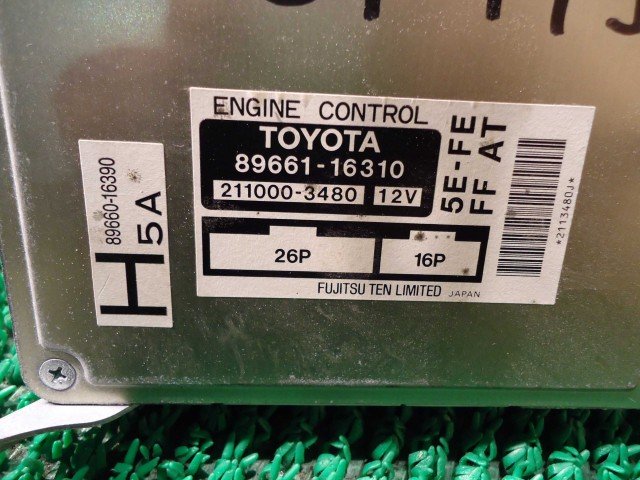 ENGINE CONTROL
TOYOTA
89661-16310
211000-3480 12V
5E-FE
FF AT
26P 16P
FUJITSU TEN LIMITED JAPAN
*2113480J*
89660-16390
H
5A